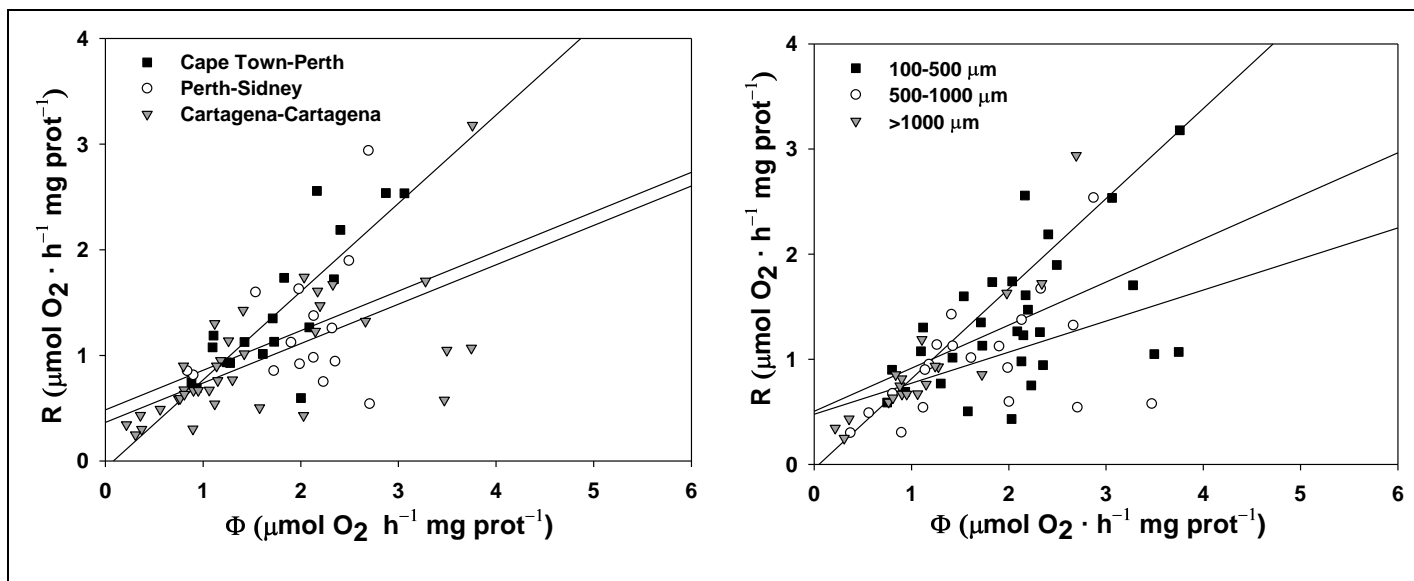 4
3
2
1
0
R (μmol O₂ · h⁻¹ mg prot⁻¹)
Cape Town-Perth
Perth-Sidney
Cartagena-Cartagena
0 1 2 3 4 5 6
Φ (μmol O₂ h⁻¹ mg prot⁻¹)
4
3
2
1
0
R (μmol O₂ · h⁻¹ mg prot⁻¹)
100-500 μm
500-1000 μm
>1000 μm
0 1 2 3 4 5 6
Φ (μmol O₂ · h⁻¹ mg prot⁻¹)